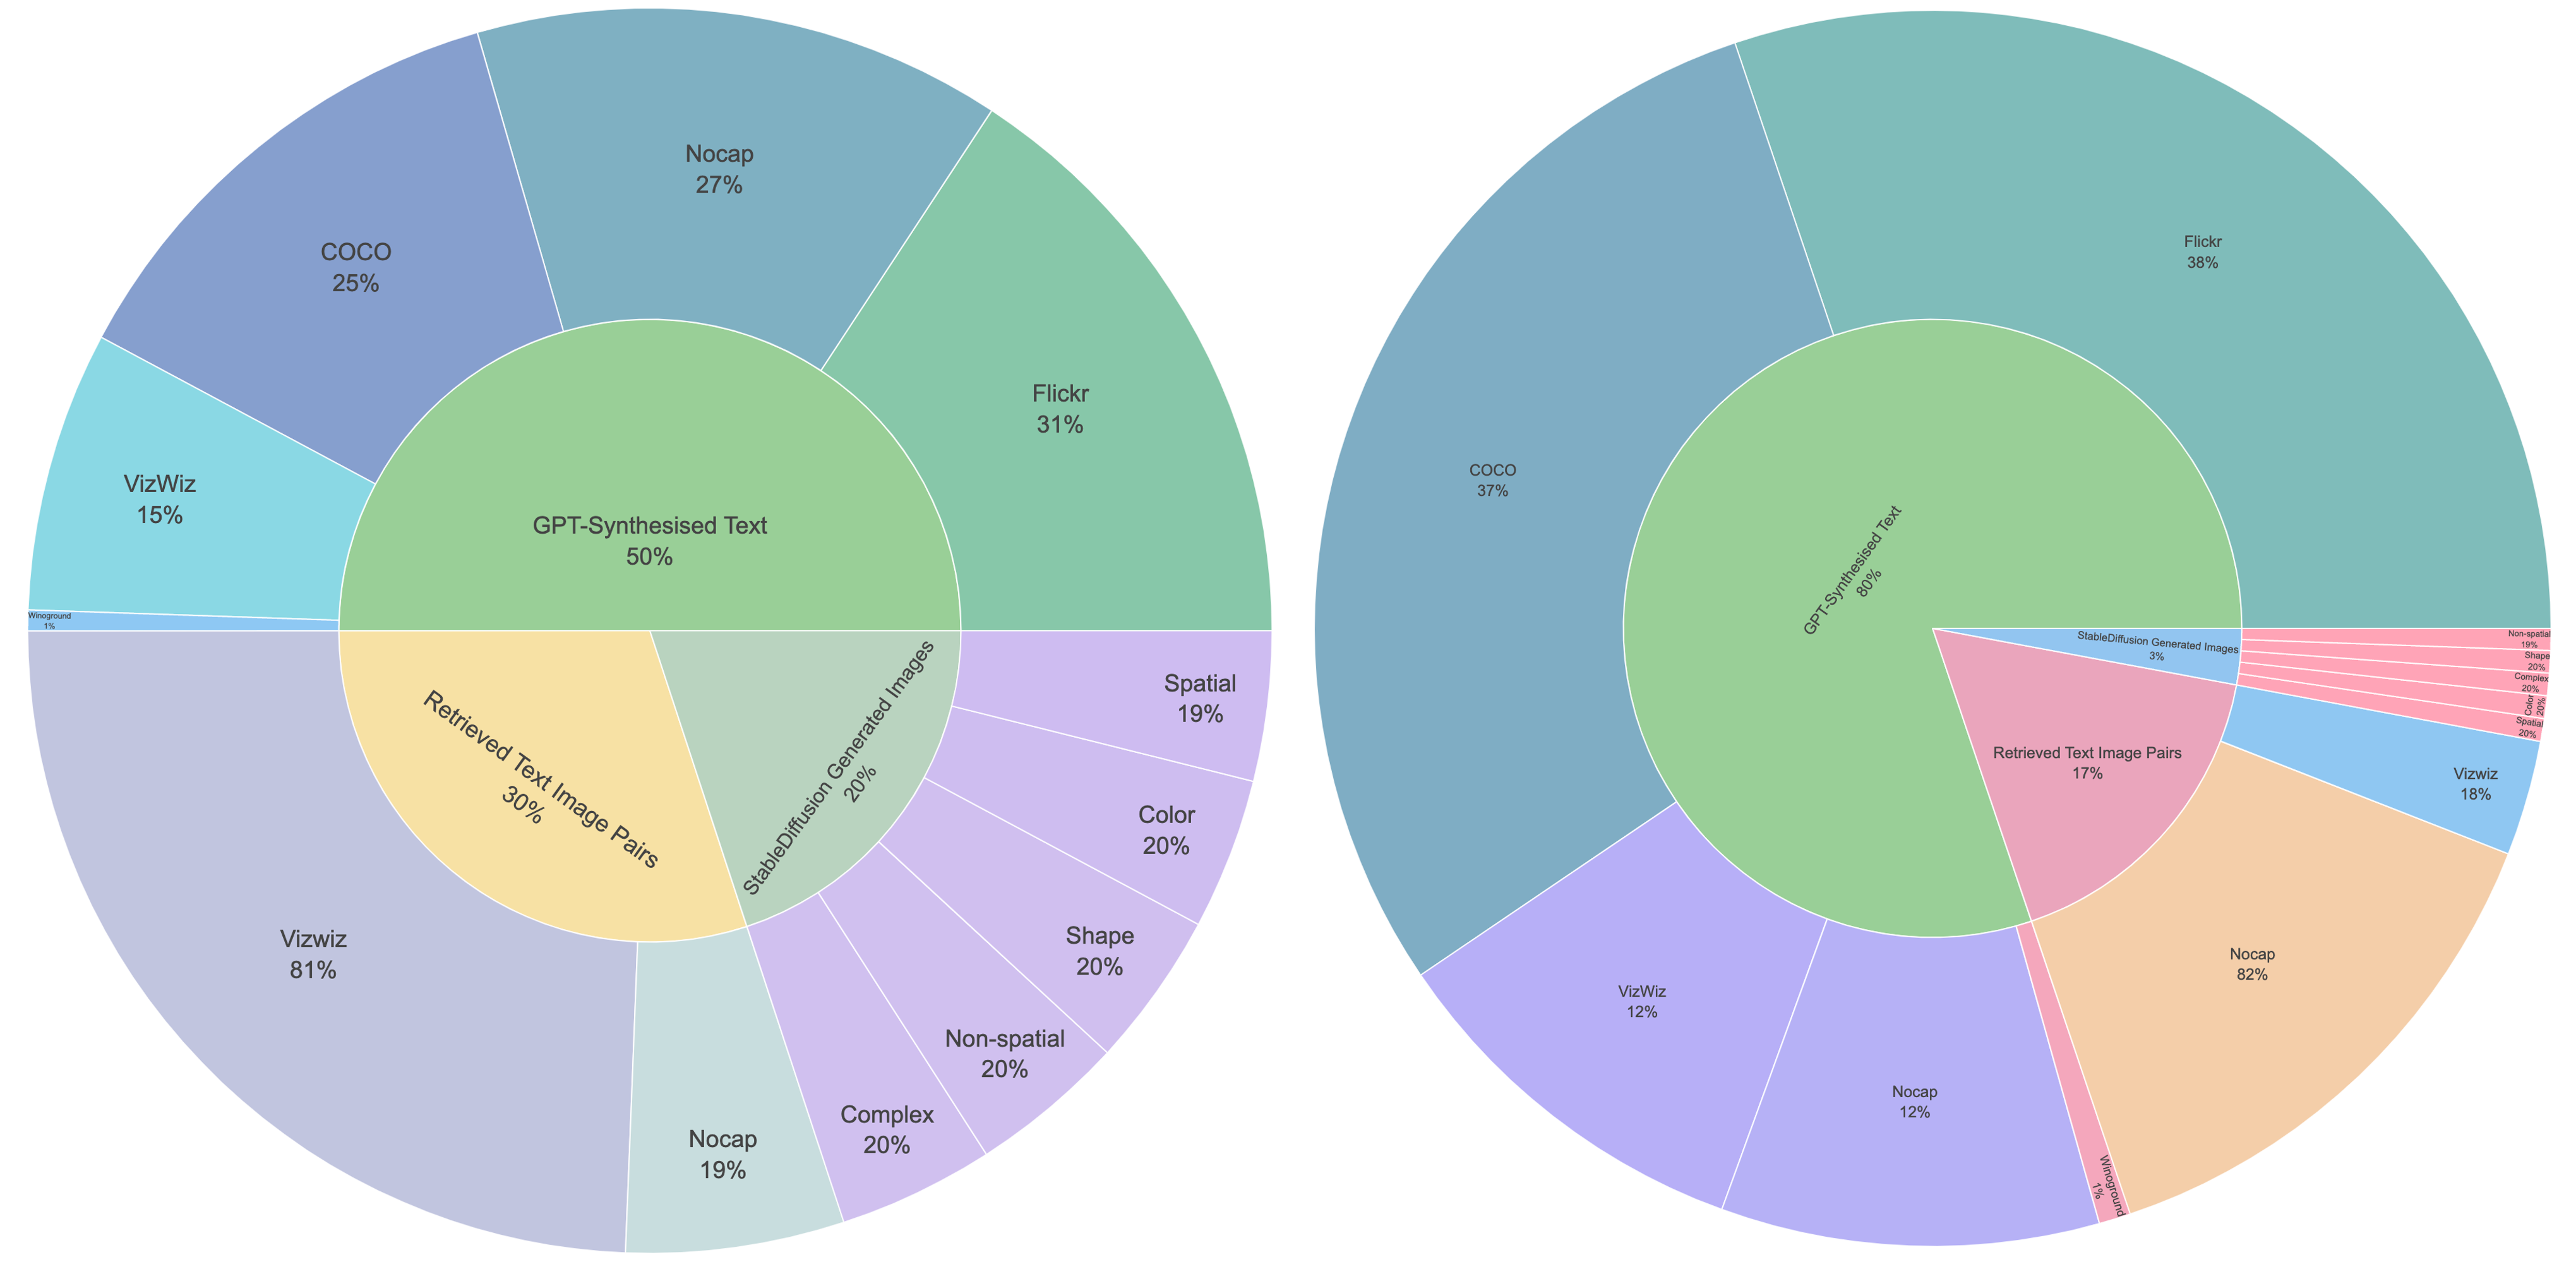 Nocap
27%
COCO
25%
Flickr
31%
VizWiz
15%
GPT-Synthesised Text
50%
Winoground
1%
Retrieved Text Image Pairs
30%
StableDiffusion Generated Images
20%
Spatial
19%
Color
20%
Shape
20%
Non-spatial
20%
Complex
20%
Vizwiz
81%
Nocap
19%
Flickr
38%
COCO
37%
GPT-Synthesised Text
80%
StableDiffusion Generated Images
3%
Non-spatial
19%
Shape
20%
Complex
20%
Color
20%
Spatial
20%
Retrieved Text Image Pairs
17%
Vizwiz
18%
Nocap
82%
VizWiz
12%
Nocap
12%
Winoground
1%